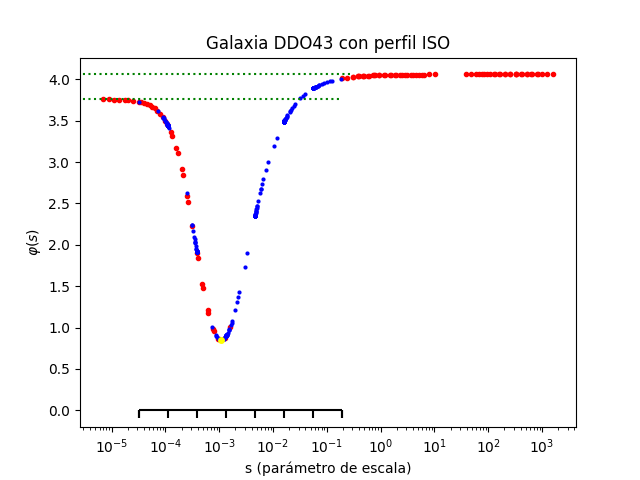 Galaxia DDO43 con perfil ISO
φ(s)
4.0
3.5
3.0
2.5
2.0
1.5
1.0
0.5
0.0
10⁻⁵ 10⁻⁴ 10⁻³ 10⁻² 10⁻¹ 10⁰ 10¹ 10² 10³
s (parámetro de escala)